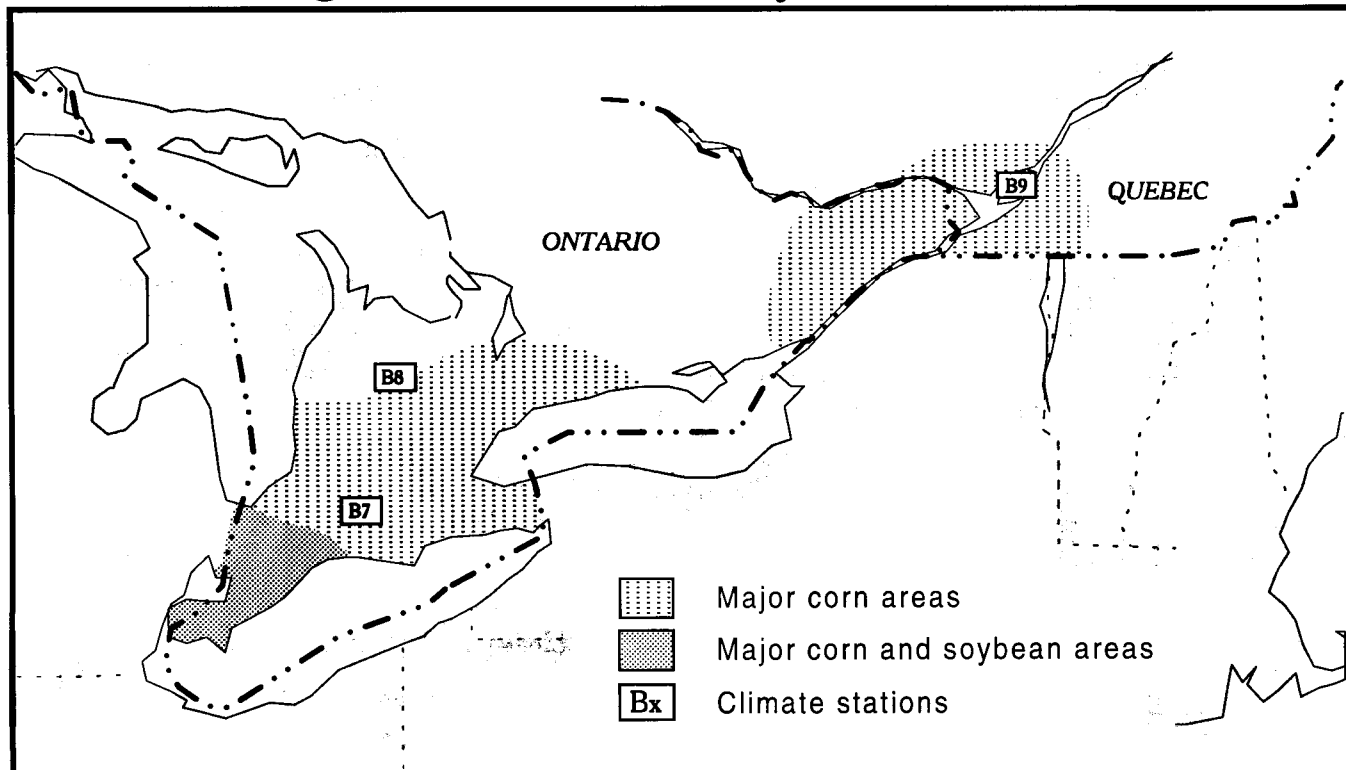 B9
QUEBEC
ONTARIO
B8
B7
Major corn areas
Major corn and soybean areas
Bx Climate stations